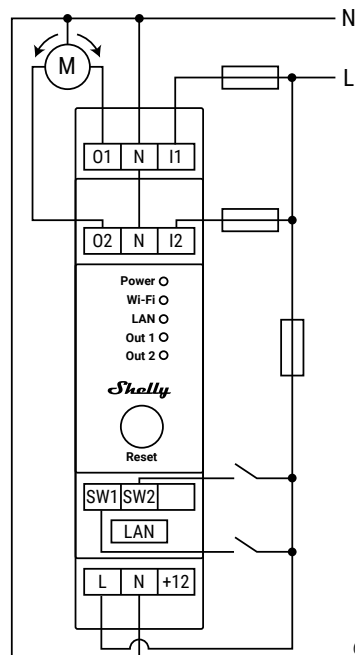 N
M
L
O1 N I1
O2 N I2
Power
Wi-Fi
LAN
Out 1
Out 2
Shelly
Reset
SW1 SW2
LAN
L N +12